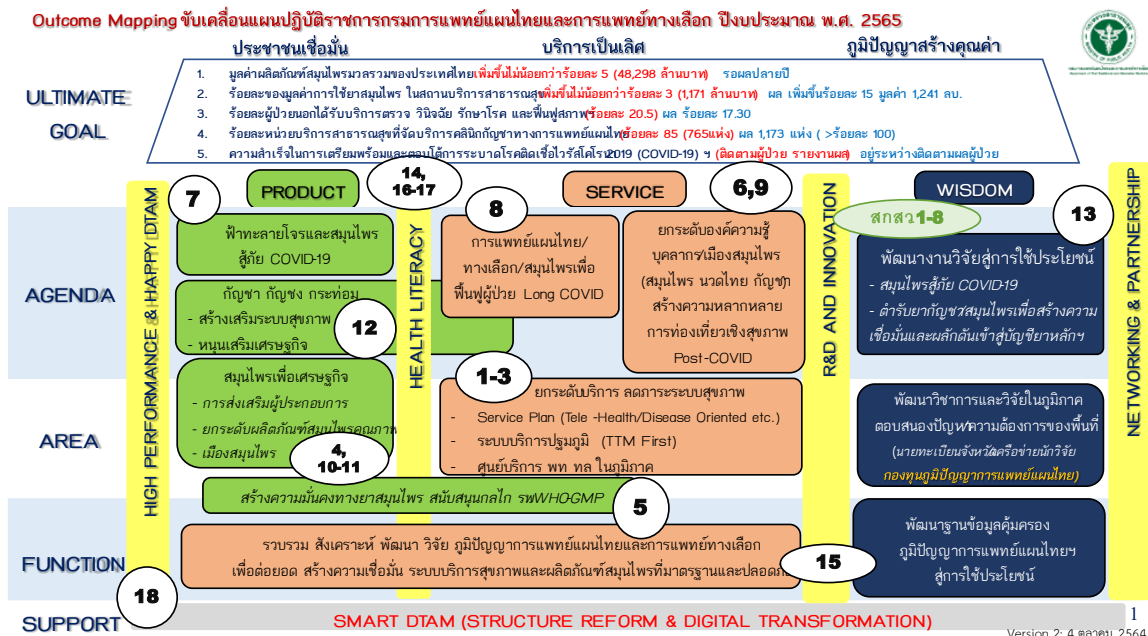 Outcome Mapping ขับเคลื่อนแผนปฏิบัติราชการกรมการแพทย์แผนไทยและการแพทย์ทางเลือก ปีงบประมาณ พ.ศ. 2565
ประชาชนเชื่อมั่น
บริการเป็นเลิศ
ภูมิปัญญาสร้างคุณค่า
ULTIMATE
GOAL
1. มูลค่าผลิตภัณฑ์สมุนไพรมวลรวมของประเทศไทยเพิ่มขึ้นไม่น้อยกว่าร้อยละ 5 (48,298 ล้านบาท) รอผลปลายปี
2. ร้อยละของมูลค่าการใช้ยาสมุนไพร ในสถานบริการสาธารณสุขเพิ่มขึ้นไม่น้อยกว่าร้อยละ 3 (1,171 ล้านบาท) ผล เพิ่มขึ้นร้อยละ 15 มูลค่า 1,241 ลบ.
3. ร้อยละผู้ป่วยนอกได้รับบริการตรวจ วินิจฉัย รักษาโรค และฟื้นฟูสภาพฯ(ร้อยละ 20.5) ผล ร้อยละ 17.30
4. ร้อยละหน่วยบริการสาธารณสุขที่จัดบริการคลินิกกัญชาทางการแพทย์แผนไทย(ร้อยละ 85 (765แห่ง) ผล 1,173 แห่ง ( >ร้อยละ 100)
5. ความสำเร็จในการเตรียมพร้อมและตอบโต้การระบาดโรคติดเชื้อไวรัสโคโรนา2019 (COVID-19) ฯ (ติดตามผู้ป่วย รายงานผล) อยู่ระหว่างติดตามผลผู้ป่วย
7
PRODUCT
14,
16-17
SERVICE
6,9
WISDOM
13
8
สกสว1-8
HIGH PERFORMANCE & HAPPY DTAM
HEALTH LITERACY
R&D AND INNOVATION
NETWORKING & PARTNERSHIP
AGENDA
ฟ้าทะลายโจรและสมุนไพร
สู้ภัย COVID-19
กัญชา กัญชง กระท่อม
- สร้างเสริมระบบสุขภาพ
- หนุนเสริมเศรษฐกิจ
12
การแพทย์แผนไทย/
ทางเลือก/สมุนไพรเพื่อ
ฟื้นฟูผู้ป่วย Long COVID
ยกระดับองค์ความรู้
บุคลากร/เมืองสมุนไพร
(สมุนไพร นวดไทย กัญชา)
สร้างความหลากหลาย
การท่องเที่ยวเชิงสุขภาพ
Post-COVID
พัฒนางานวิจัยสู่การใช้ประโยชน์
- สมุนไพรสู้ภัย COVID-19
- ตำรับยากัญชา/สมุนไพรเพื่อสร้างความ
เชื่อมั่นและผลักดันเข้าสู่บัญชียาหลักฯ
AREA
สมุนไพรเพื่อเศรษฐกิจ
- การส่งเสริมผู้ประกอบการ
- ยกระดับผลิตภัณฑ์สมุนไพรคุณภาพ
- เมืองสมุนไพร
4,
10-11
1-3
ยกระดับบริการ ลดภาระระบบสุขภาพ
- Service Plan (Tele -Health/Disease Oriented etc.)
- ระบบบริการปฐมภูมิ (TTM First)
- ศูนย์บริการ พท ทล ในภูมิภาค
พัฒนาวิชาการและวิจัยในภูมิภาค
ตอบสนองปัญหา/ความต้องการของพื้นที่
(นายทะเบียนจังหวัด/เครือข่ายนักวิจัย
กองทุนภูมิปัญญาการแพทย์แผนไทย)
สร้างความมั่นคงทางยาสมุนไพร สนับสนุนกลไก รพ.WHO-GMP
5
FUNCTION
รวบรวม สังเคราะห์ พัฒนา วิจัย ภูมิปัญญาการแพทย์แผนไทยและการแพทย์ทางเลือก
เพื่อต่อยอด สร้างความเชื่อมั่น ระบบบริการสุขภาพและผลิตภัณฑ์สมุนไพรที่มาตรฐานและปลอดภัย
15
พัฒนาฐานข้อมูลคุ้มครอง
ภูมิปัญญาการแพทย์แผนไทยฯ
สู่การใช้ประโยชน์
18
SUPPORT
SMART DTAM (STRUCTURE REFORM & DIGITAL TRANSFORMATION)
1
Version 2: 4 ตุลาคม 2564